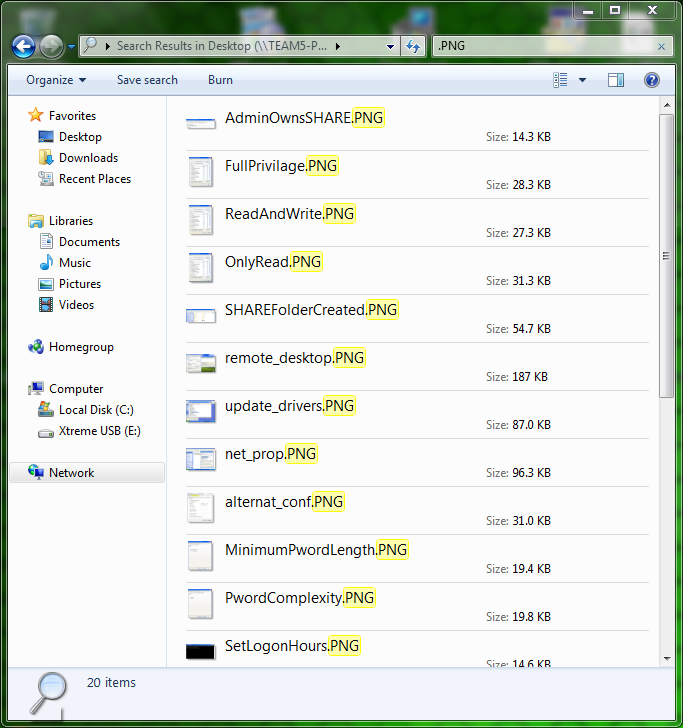 Search Results in Desktop (\\TEAM5-P...
.PNG
Organize
Save search
Burn
Favorites
Desktop
Downloads
Recent Places
Libraries
Documents
Music
Pictures
Videos
Homegroup
Computer
Local Disk (C:)
Xtreme USB (E:)
Network
AdminOwnsSHARE.PNG
Size: 14.3 KB
FullPrivilage.PNG
Size: 28.3 KB
ReadAndWrite.PNG
Size: 27.3 KB
OnlyRead.PNG
Size: 31.3 KB
SHAREFolderCreated.PNG
Size: 54.7 KB
remote_desktop.PNG
Size: 187 KB
update_drivers.PNG
Size: 87.0 KB
net_prop.PNG
Size: 96.3 KB
alternat_conf.PNG
Size: 31.0 KB
MinimumPwordLength.PNG
Size: 19.4 KB
PwordComplexity.PNG
Size: 19.8 KB
SetLogonHours.PNG
Size: 14.6 KB
20 items